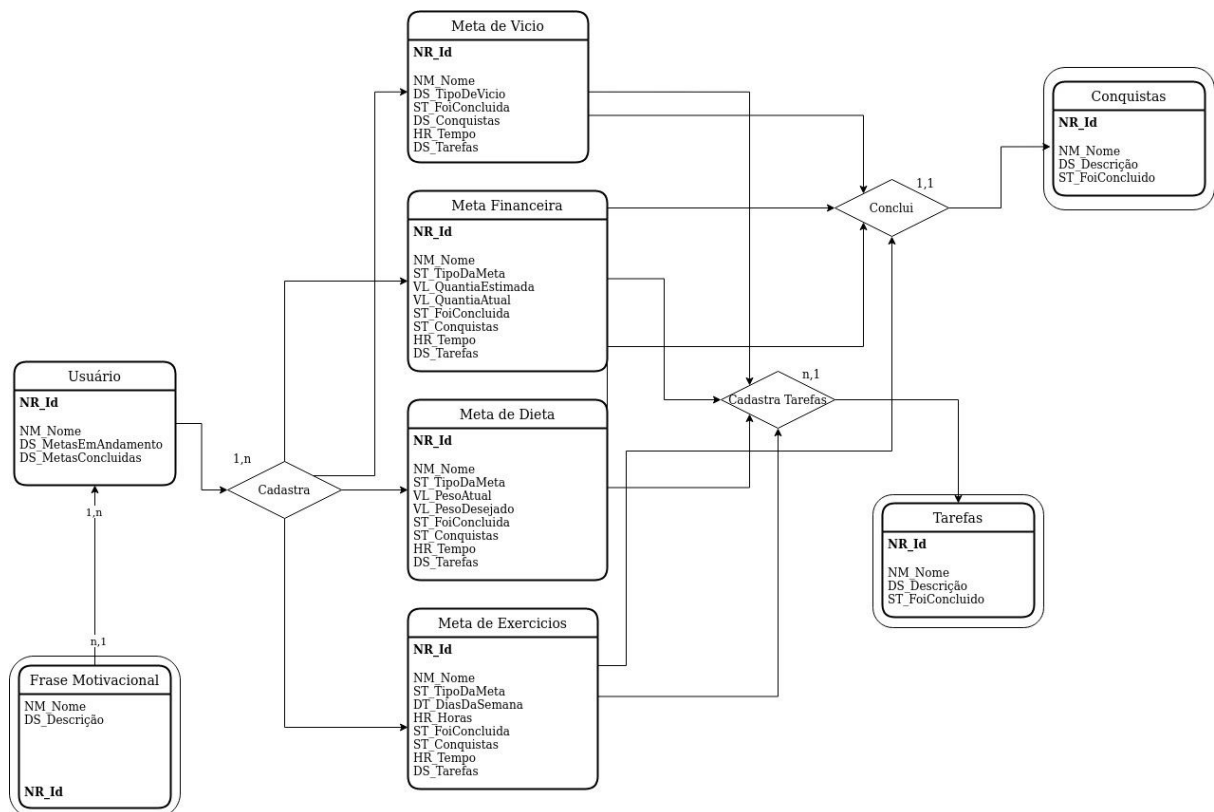 Meta de Vicio
NR_Id
NM_Nome
DS_TipoDeVicio
ST_FoiConcluida
DS_Conquistas
HR_Tempo
DS_Tarefas
Conquistas
NR_Id
NM_Nome
DS_Descrição
ST_FoiConcluido
1,1
Conclui
Meta Financeira
NR_Id
NM_Nome
ST_TipoDaMeta
VL_QuantiaEstimada
VL_QuantiaAtual
ST_FoiConcluida
ST_Conquistas
HR_Tempo
DS_Tarefas
Usuário
NR_Id
NM_Nome
DS_MetasEmAndamento
DS_MetasConcluidas
1,n
Cadastra
n,1
Cadastra Tarefas
Meta de Dieta
NR_Id
NM_Nome
ST_TipoDaMeta
VL_PesoAtual
VL_PesoDesejado
ST_FoiConcluida
ST_Conquistas
HR_Tempo
DS_Tarefas
1,n
n,1
Tarefas
NR_Id
NM_Nome
DS_Descrição
ST_FoiConcluido
Meta de Exercicios
NR_Id
NM_Nome
ST_TipoDaMeta
DT_DiasDaSemana
HR_Horas
ST_FoiConcluida
ST_Conquistas
HR_Tempo
DS_Tarefas
Frase Motivacional
NM_Nome
DS_Descrição
NR_Id